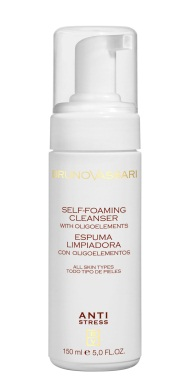 BRUNO VASSARI
SELF-FOAMING
CLEANSER
WITH OLIGOELEMENTS
ESPUMA
LIMPIADORA
CON OLIGOELEMENTOS
ALL SKIN TYPES
TODO TIPO DE PIELES
ANTI
STRESS
150 ml ℮ 5,0 FL.OZ.